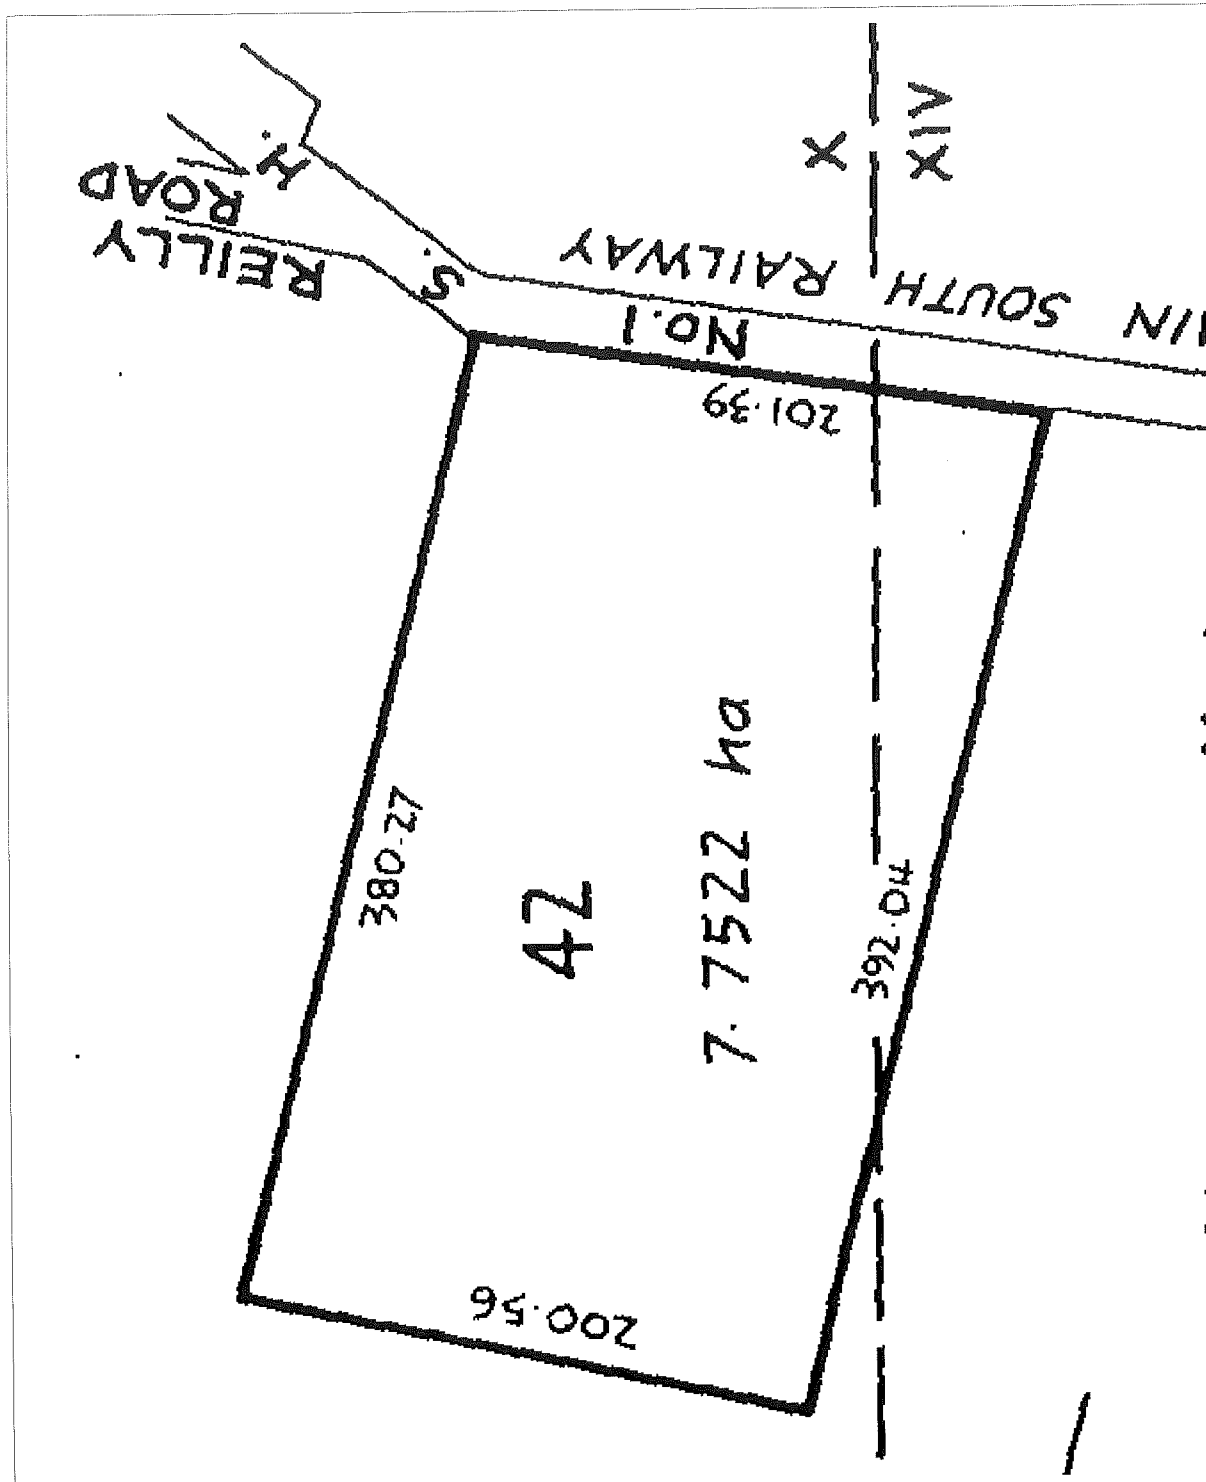 REILLY
ROAD
S. H.
No. 1
MAIN SOUTH RAILWAY
X
XIV
201.39
380.27
42
7.7522 ha
392.04
200.56